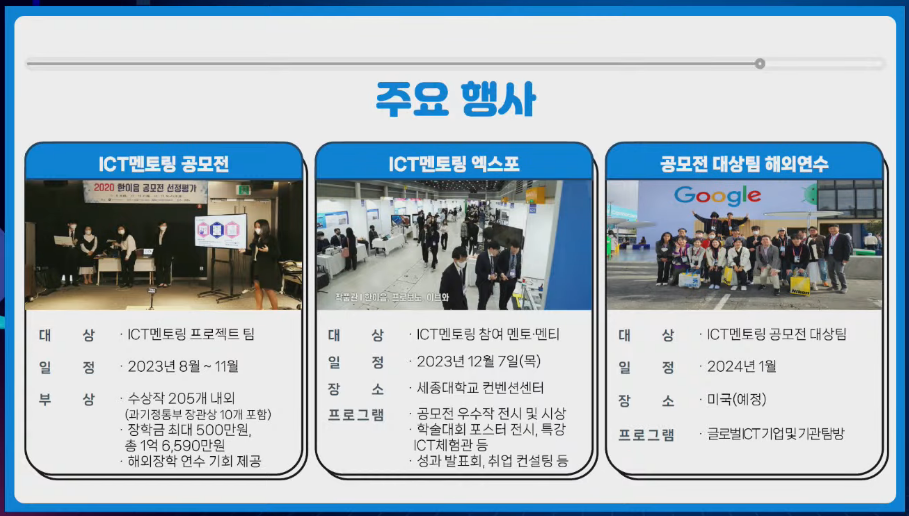 주요 행사
ICT멘토링 공모전
2020 한이음 공모전 선정평가
대 상 · ICT멘토링 프로젝트 팀
일 정 · 2023년 8월 ~ 11월
부 상 · 수상작 205개 내외
(과기정통부 장관상 10개 포함)
· 장학금 최대 500만원,
총 1억 6,590만원
· 해외장학 연수 기회 제공
ICT멘토링 엑스포
작품관 | 한이음 프로보노 이브와
대 상 · ICT멘토링 참여 멘토·멘티
일 정 · 2023년 12월 7일(목)
장 소 · 세종대학교 컨벤션센터
프로그램 · 공모전 우수작 전시 및 시상
· 학술대회 포스터 전시, 특강
ICT체험관 등
· 성과 발표회, 취업 컨설팅 등
공모전 대상팀 해외연수
Google
대 상 · ICT멘토링 공모전 대상팀
일 정 · 2024년 1월
장 소 · 미국(예정)
프로그램 · 글로벌ICT기업및기관탐방